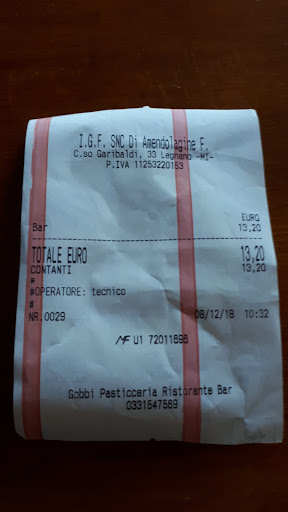 I.G.F. SNC Di Amendolagine F.
C.so Garibaldi, 33 Legnano -MI-
P.IVA 11253220153
EURO
Bar 13,20
TOTALE EURO 13,20
CONTANTI 13,20
*
#OPERATORE: tecnico
#
NR.0029 08/12/18 10:32
MF U1 72011696
Gobbi Pasticceria Ristorante Bar
0331547569